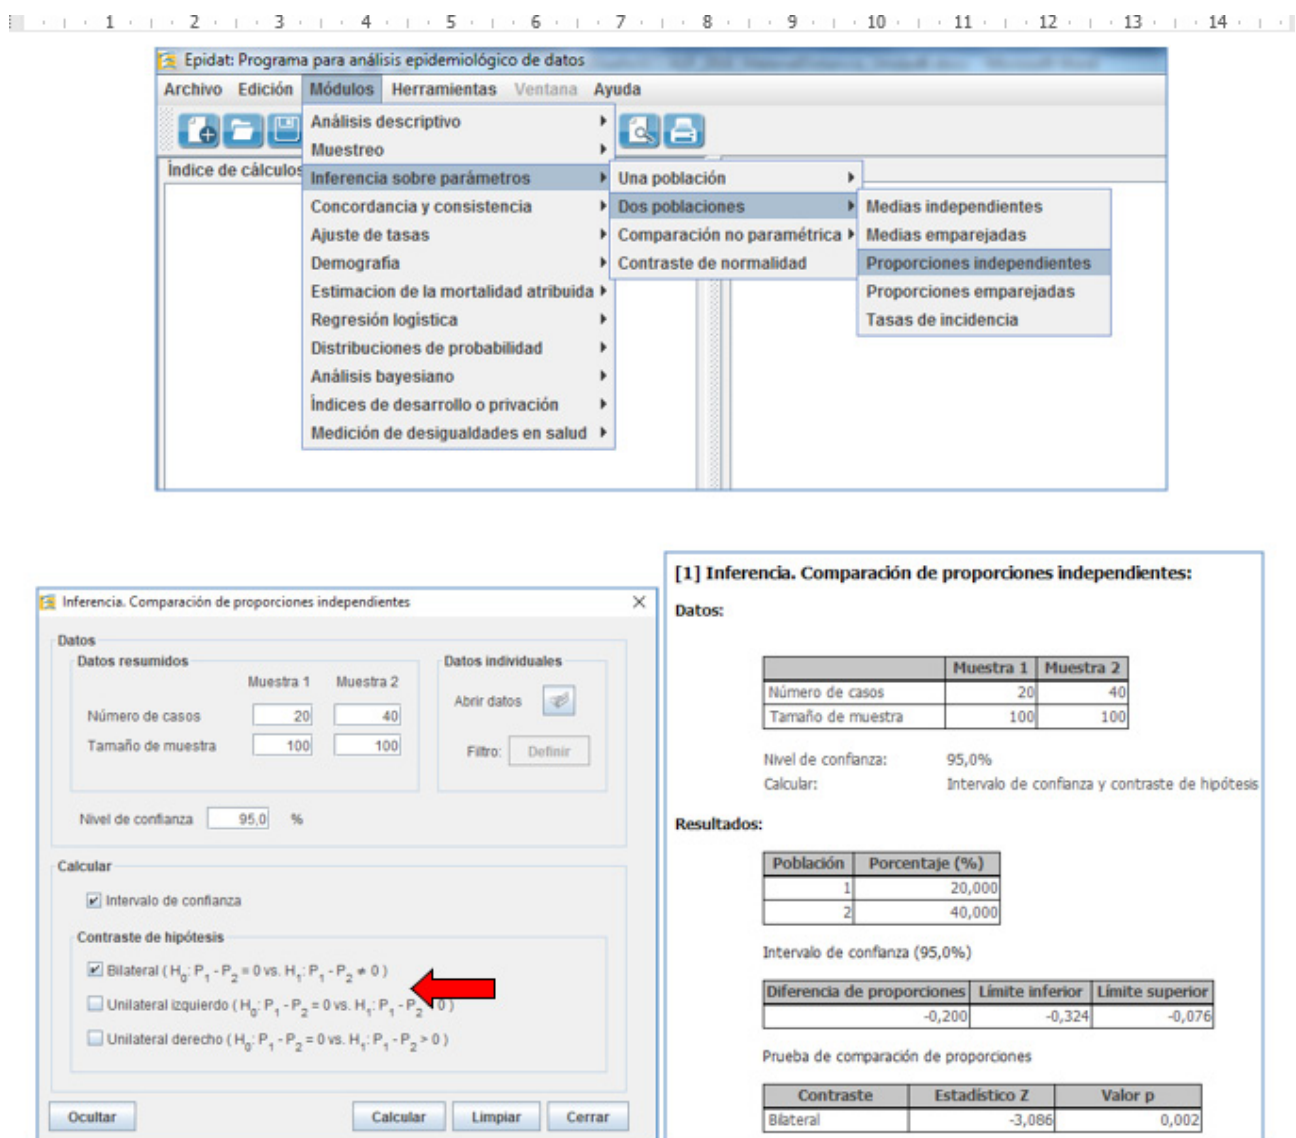 1 2 3 4 5 6 7 8 9 10 11 12 13 14
Epidat: Programa para análisis epidemiológico de datos
Archivo Edición Módulos Herramientas Ventana Ayuda
Análisis descriptivo
Muestreo
Índice de cálculos
Inferencia sobre parámetros
Concordancia y consistencia
Ajuste de tasas
Demografía
Estimacion de la mortalidad atribuida
Regresión logística
Distribuciones de probabilidad
Análisis bayesiano
Índices de desarrollo o privación
Medición de desigualdades en salud
Una población
Dos poblaciones
Comparación no paramétrica
Contraste de normalidad
Medias independientes
Medias emparejadas
Proporciones independientes
Proporciones emparejadas
Tasas de incidencia
Inferencia. Comparación de proporciones independientes
Datos
Datos resumidos
Muestra 1 Muestra 2
Número de casos 20 40
Tamaño de muestra 100 100
Datos individuales
Abrir datos
Filtro: Definir
Nivel de confianza 95,0 %
Calcular
Intervalo de confianza
Contraste de hipótesis
Bilateral ( H0: P1 - P2 = 0 vs. H1: P1 - P2 ≠ 0 )
Unilateral izquierdo ( H0: P1 - P2 = 0 vs. H1: P1 - P2 0 )
Unilateral derecho ( H0: P1 - P2 = 0 vs. H1: P1 - P2 > 0 )
Ocultar Calcular Limpiar Cerrar
[1] Inferencia. Comparación de proporciones independientes:
Datos:
Muestra 1 Muestra 2
Número de casos 20 40
Tamaño de muestra 100 100
Nivel de confianza: 95,0%
Calcular: Intervalo de confianza y contraste de hipótesis
Resultados:
Población Porcentaje (%)
1 20,000
2 40,000
Intervalo de confianza (95,0%)
Diferencia de proporciones Límite inferior Límite superior
-0,200 -0,324 -0,076
Prueba de comparación de proporciones
Contraste Estadístico Z Valor p
Bilateral -3,086 0,002